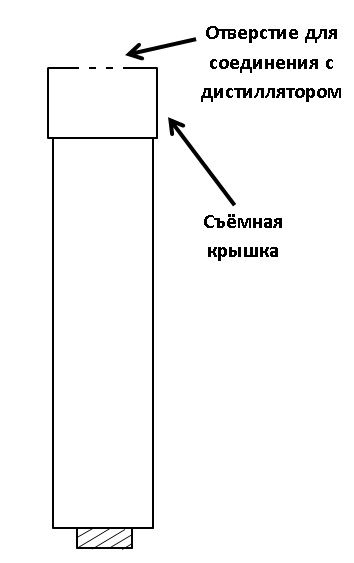 Отверстие для
соединения с
дистиллятором
Съёмная
крышка